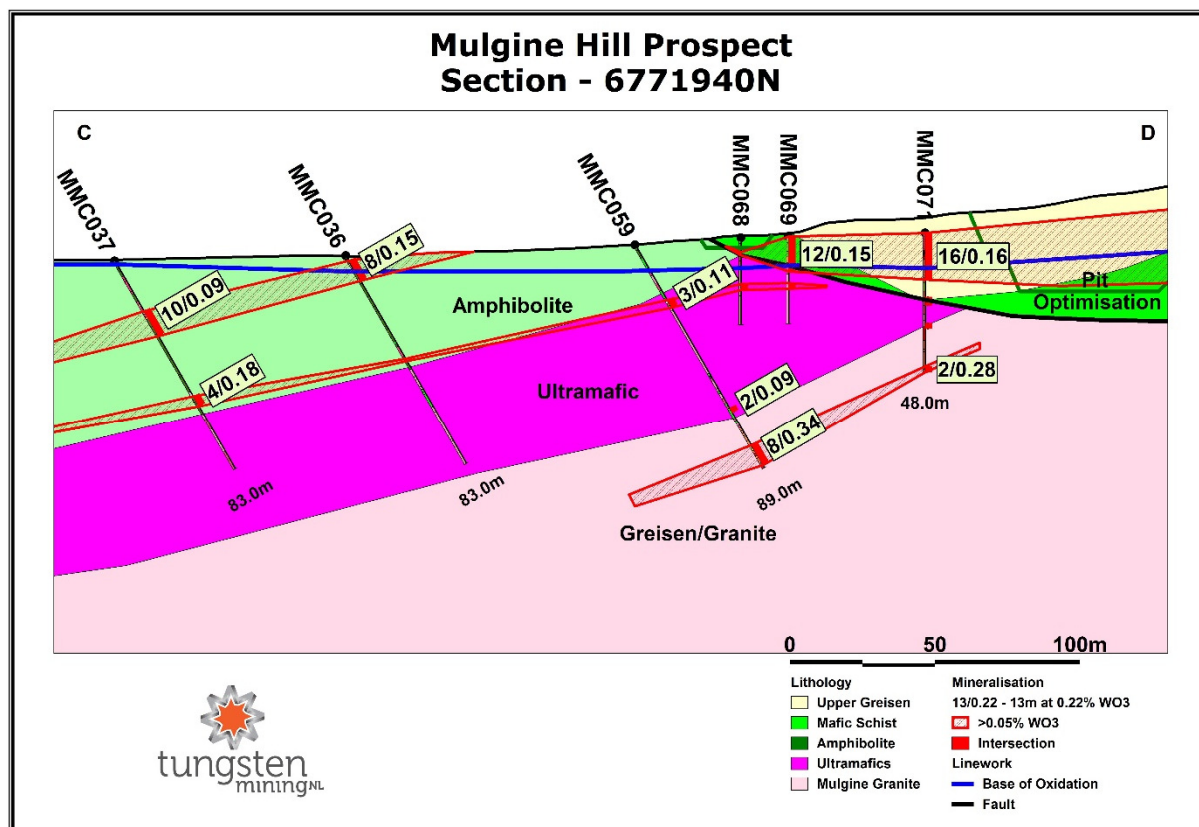 Mulgine Hill Prospect
Section - 6771940N
C
D
MMC037
MMC036
MMC059
MMC068
MMC069
MMC071
10/0.09
8/0.15
3/0.11
12/0.15
16/0.16
4/0.18
2/0.09
8/0.34
2/0.28
Amphibolite
Ultramafic
Pit
Optimisation
Greisen/Granite
83.0m
83.0m
89.0m
48.0m
0 50 100m
Lithology
Upper Greisen
Mafic Schist
Amphibolite
Ultramafics
Mulgine Granite
Mineralisation
13/0.22 - 13m at 0.22% WO3
>0.05% WO3
Intersection
Linework
Base of Oxidation
Fault
tungsten
mining NL